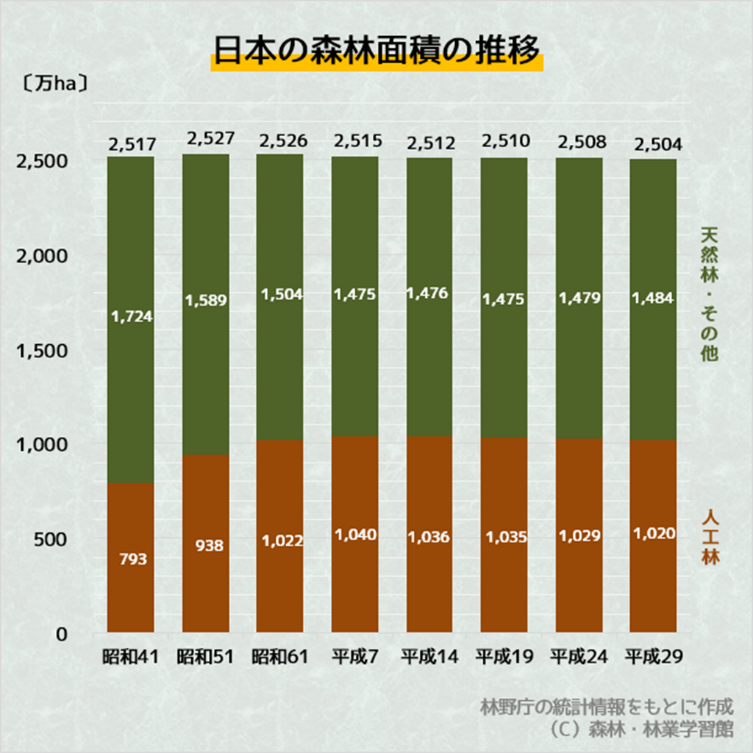 日本の森林面積の推移
〔万ha〕
2,517 2,527 2,526 2,515 2,512 2,510 2,508 2,504
2,500
2,000
1,500
1,000
500
0
1,724 1,589 1,504 1,475 1,476 1,475 1,479 1,484
793 938 1,022 1,040 1,036 1,035 1,029 1,020
天然林・その他
人工林
昭和41 昭和51 昭和61 平成7 平成14 平成19 平成24 平成29
林野庁の統計情報をもとに作成
（C）森林・林業学習館